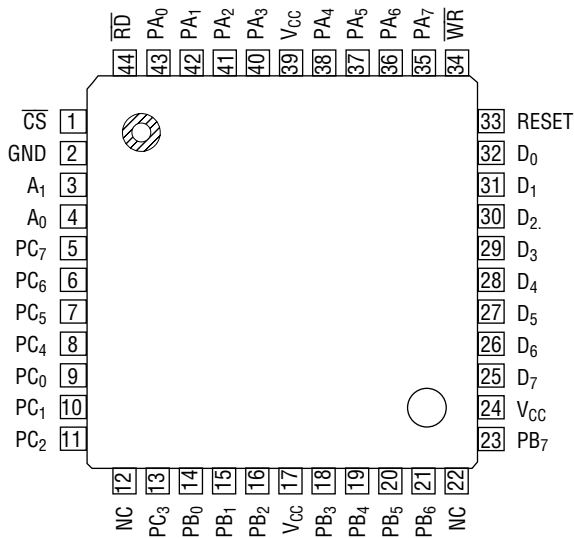 R̅D̅ PA₀ PA₁ PA₂ PA₃ VCC PA₄ PA₅ PA₆ PA₇ W̅R̅
44 43 42 41 40 39 38 37 36 35 34
C̅S̅ 1 33 RESET
GND 2 32 D₀
A₁ 3 31 D₁
A₀ 4 30 D₂.
PC₇ 5 29 D₃
PC₆ 6 28 D₄
PC₅ 7 27 D₅
PC₄ 8 26 D₆
PC₀ 9 25 D₇
PC₁ 10 24 VCC
PC₂ 11 23 PB₇
12 13 14 15 16 17 18 19 20 21 22
NC PC₃ PB₀ PB₁ PB₂ VCC PB₃ PB₄ PB₅ PB₆ NC